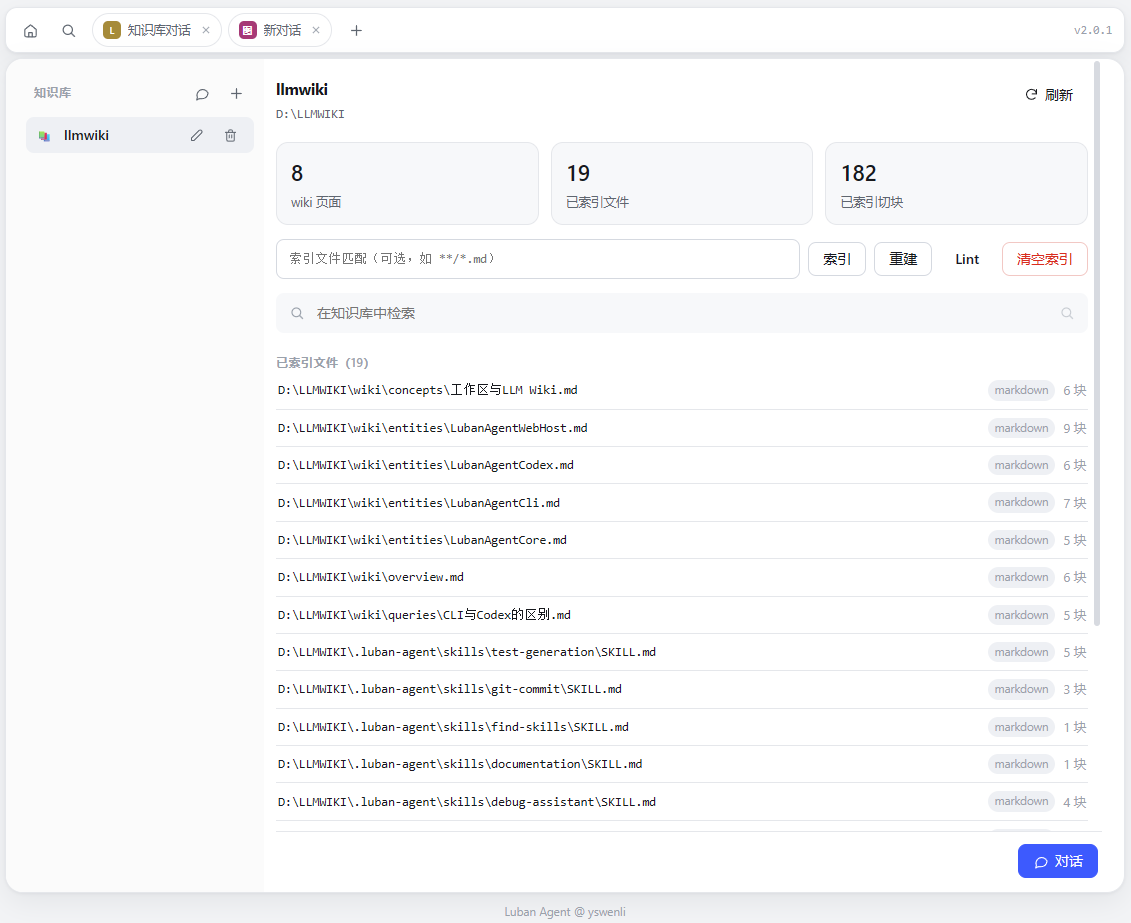 L 知识库对话 × 新对话 × + v2.0.1
知识库
llmwiki
llmwiki
D:\LLMWIKI
刷新
8
wiki 页面
19
已索引文件
182
已索引切块
索引文件匹配（可选，如 **/*.md）
索引
重建
Lint
清空索引
在知识库中检索
已索引文件 (19)
D:\LLMWIKI\wiki\concepts\工作区与LLM Wiki.md markdown 6 块
D:\LLMWIKI\wiki\entities\LubanAgentWebHost.md markdown 9 块
D:\LLMWIKI\wiki\entities\LubanAgentCodex.md markdown 6 块
D:\LLMWIKI\wiki\entities\LubanAgentCli.md markdown 7 块
D:\LLMWIKI\wiki\entities\LubanAgentCore.md markdown 5 块
D:\LLMWIKI\wiki\overview.md markdown 6 块
D:\LLMWIKI\wiki\queries\CLI与Codex的区别.md markdown 5 块
D:\LLMWIKI\.luban-agent\skills\test-generation\SKILL.md markdown 5 块
D:\LLMWIKI\.luban-agent\skills\git-commit\SKILL.md markdown 3 块
D:\LLMWIKI\.luban-agent\skills\find-skills\SKILL.md markdown 1 块
D:\LLMWIKI\.luban-agent\skills\documentation\SKILL.md markdown 1 块
D:\LLMWIKI\.luban-agent\skills\debug-assistant\SKILL.md markdown 4 块
对话
Luban Agent @ yswenli